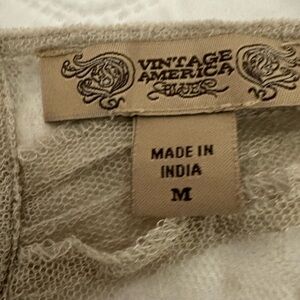 VINTAGE
AMERICA
BLUES
MADE IN
INDIA
M